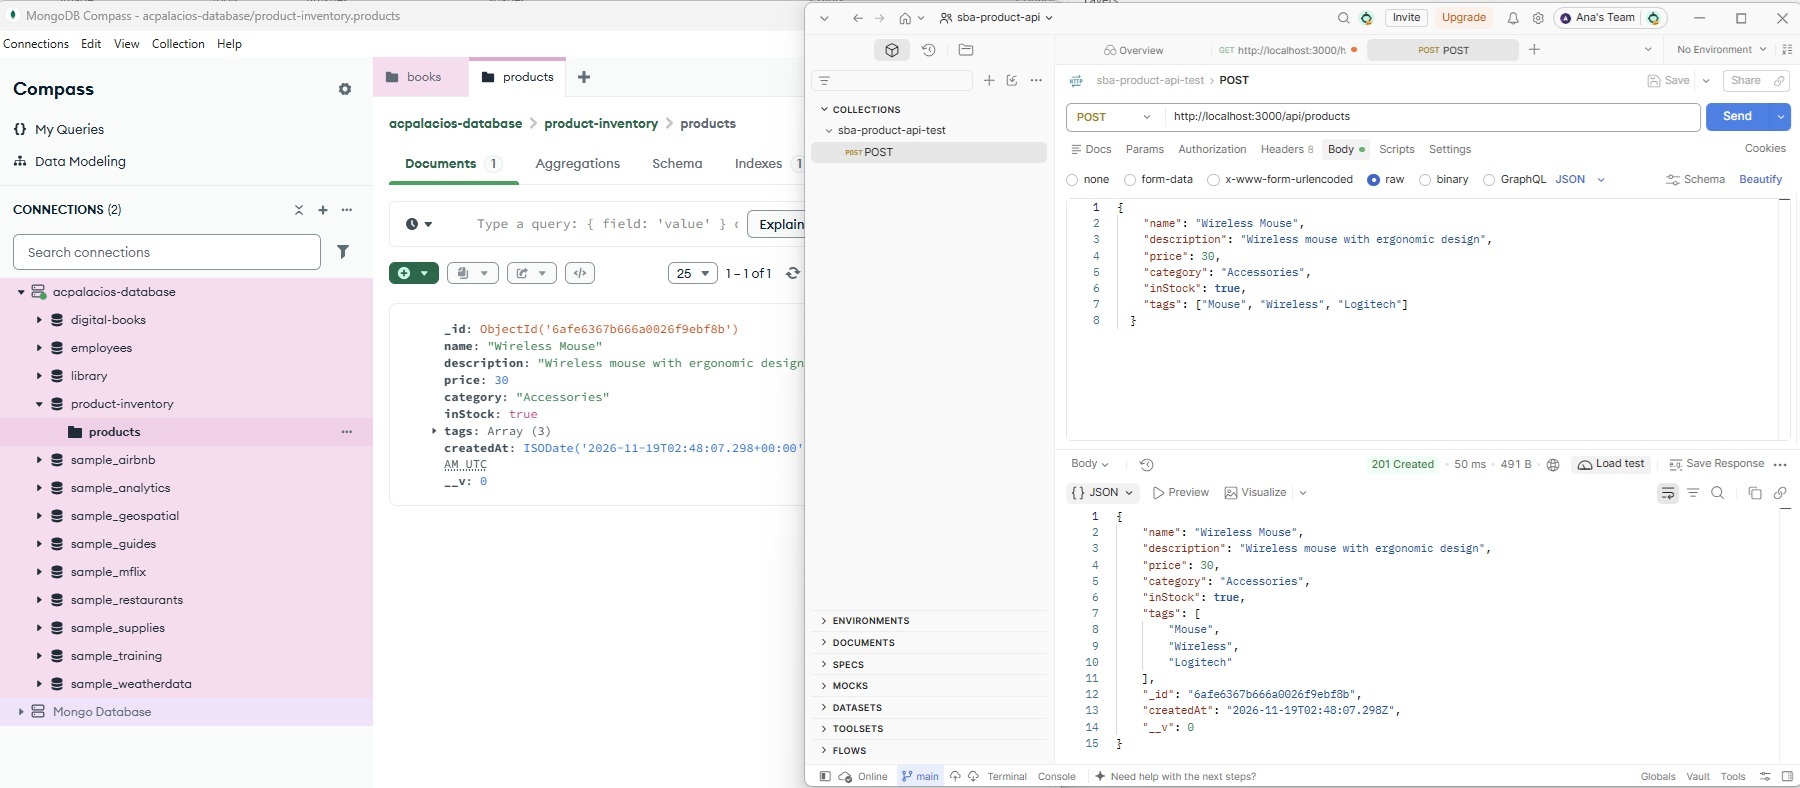 MongoDB Compass - acpalacios-database/product-inventory.products
Connections Edit View Collection Help
Compass
{} My Queries
Data Modeling
CONNECTIONS (2)
Search connections
acpalacios-database
digital-books
employees
library
product-inventory
products
sample_airbnb
sample_analytics
sample_geospatial
sample_guides
sample_mflix
sample_restaurants
sample_supplies
sample_training
sample_weatherdata
Mongo Database
books
products
acpalacios-database > product-inventory > products
Documents 1 Aggregations Schema Indexes 1
Type a query: { field: 'value' }
Explain
25 1 – 1 of 1
_id: ObjectId('6afe6367b666a0026f9ebf8b')
name: "Wireless Mouse"
description: "Wireless mouse with ergonomic design
price: 30
category: "Accessories"
inStock: true
tags: Array (3)
createdAt: ISODate('2026-11-19T02:48:07.298+00:00'
AM UTC
__v: 0
sba-product-api
Invite
Upgrade
Ana's Team
COLLECTIONS
sba-product-api-test
POST POST
ENVIRONMENTS
DOCUMENTS
SPECS
MOCKS
DATASETS
TOOLSETS
FLOWS
Overview
GET http://localhost:3000/
POST POST
No Environment
sba-product-api-test > POST
Save
Share
POST http://localhost:3000/api/products
Send
Docs Params Authorization Headers 8 Body Scripts Settings
Cookies
none form-data x-www-form-urlencoded raw binary GraphQL JSON
Schema Beautify
1 {
2 "name": "Wireless Mouse",
3 "description": "Wireless mouse with ergonomic design",
4 "price": 30,
5 "category": "Accessories",
6 "inStock": true,
7 "tags": ["Mouse", "Wireless", "Logitech"]
8 }
Body
201 Created • 50 ms • 491 B
Load test
e.g. Save Response
{} JSON Preview Visualize
1 {
2 "name": "Wireless Mouse",
3 "description": "Wireless mouse with ergonomic design",
4 "price": 30,
5 "category": "Accessories",
6 "inStock": true,
7 "tags": [
8 "Mouse",
9 "Wireless",
10 "Logitech"
11 ],
12 "_id": "6afe6367b666a0026f9ebf8b",
13 "createdAt": "2026-11-19T02:48:07.298Z",
14 "__v": 0
15 }
Online main Terminal Console Need help with the next steps?
Globals Vault Tools